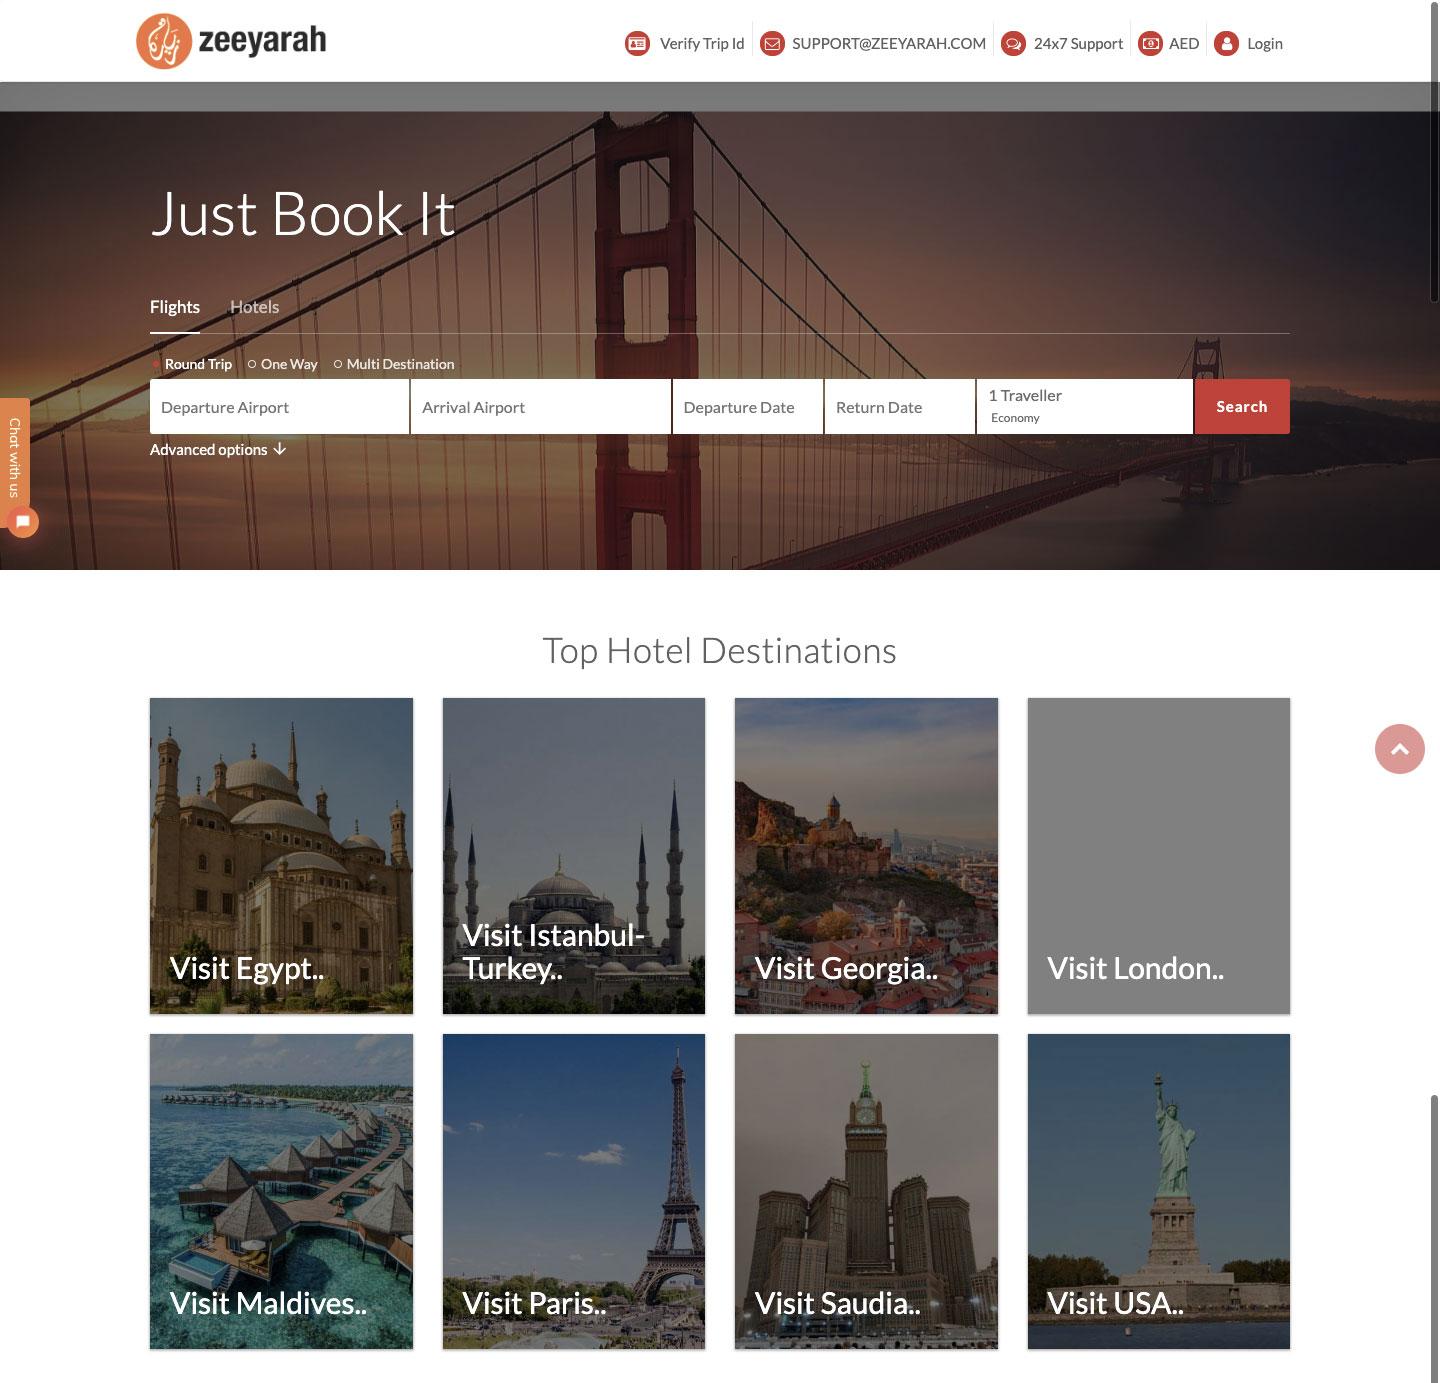 زيارة
zeeyarah
Verify Trip Id
SUPPORT@ZEEYARAH.COM
24x7 Support
AED
Login
Just Book It
Flights
Hotels
Round Trip
One Way
Multi Destination
Departure Airport
Arrival Airport
Departure Date
Return Date
1 Traveller
Economy
Search
Advanced options
Chat with us
Top Hotel Destinations
Visit Egypt..
Visit Istanbul-
Turkey..
Visit Georgia..
Visit London..
Visit Maldives..
Visit Paris..
Visit Saudia..
Visit USA..